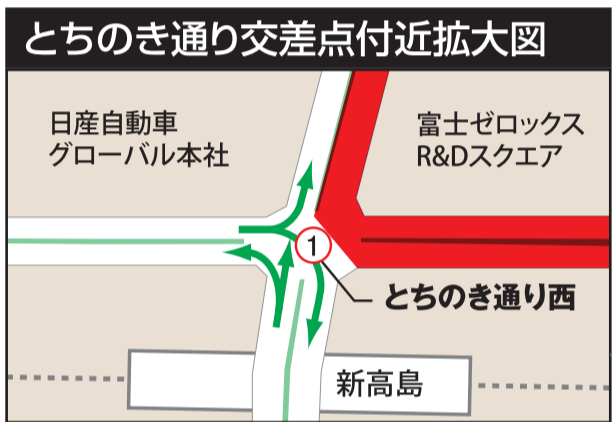 とちのき通り交差点付近拡大図
日産自動車
グローバル本社
富士ゼロックス
R&Dスクエア
1
とちのき通り西
新高島